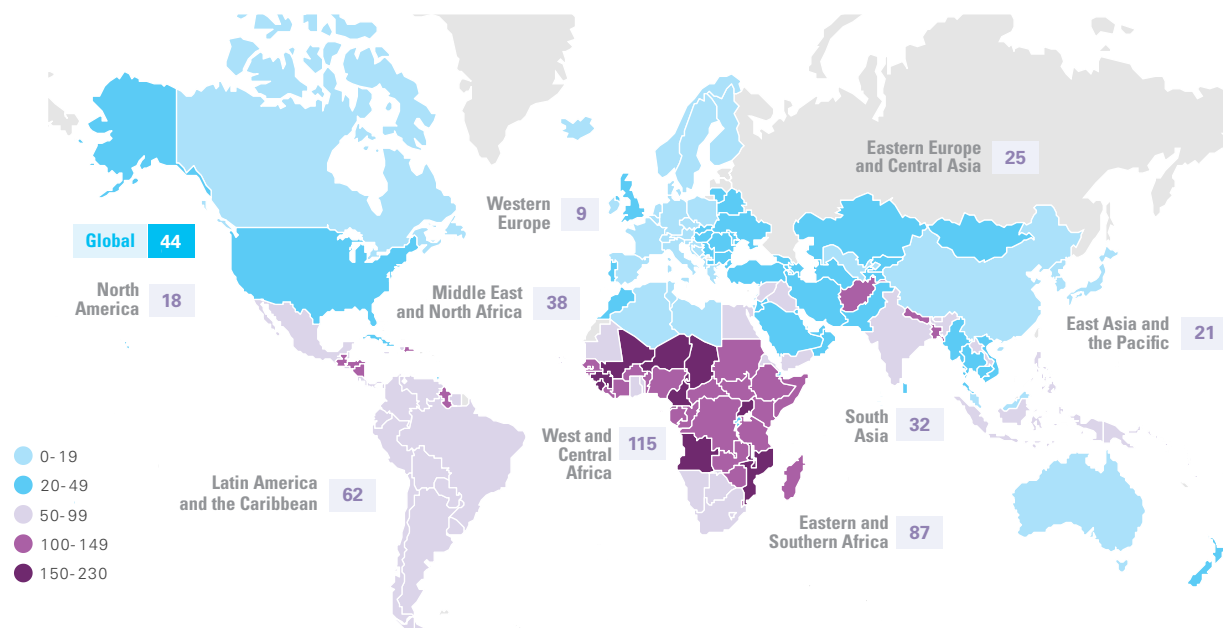 Eastern Europe
and Central Asia
25
Western
Europe
9
Global
44
North
America
18
Middle East
and North Africa
38
East Asia and
the Pacific
21
South
Asia
32
West and
Central
Africa
115
Latin America
and the Caribbean
62
Eastern and
Southern Africa
87
0-19
20-49
50-99
100-149
150-230